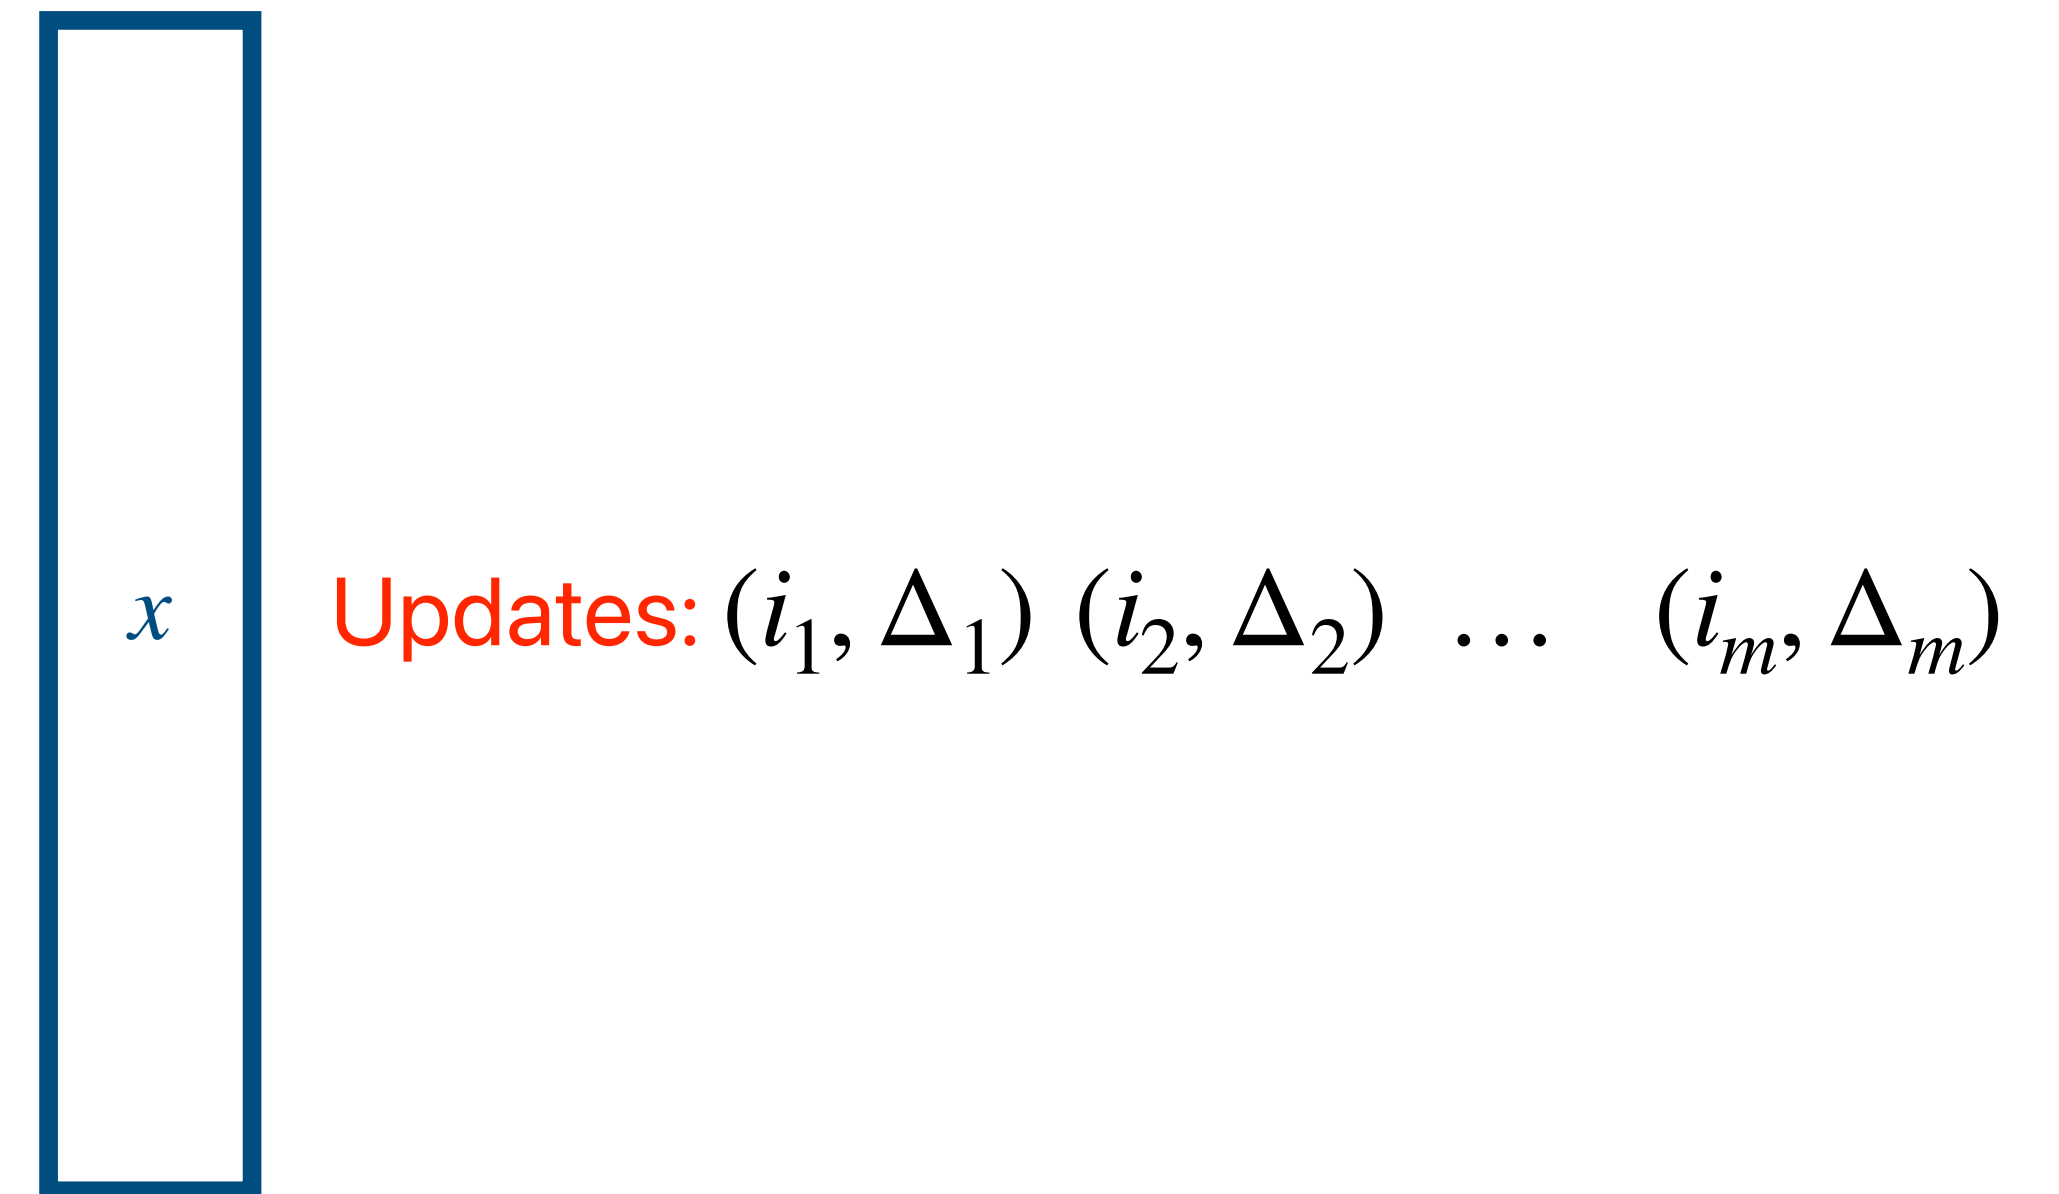 x
Updates: (i₁, Δ₁) (i₂, Δ₂) … (iₘ, Δₘ)